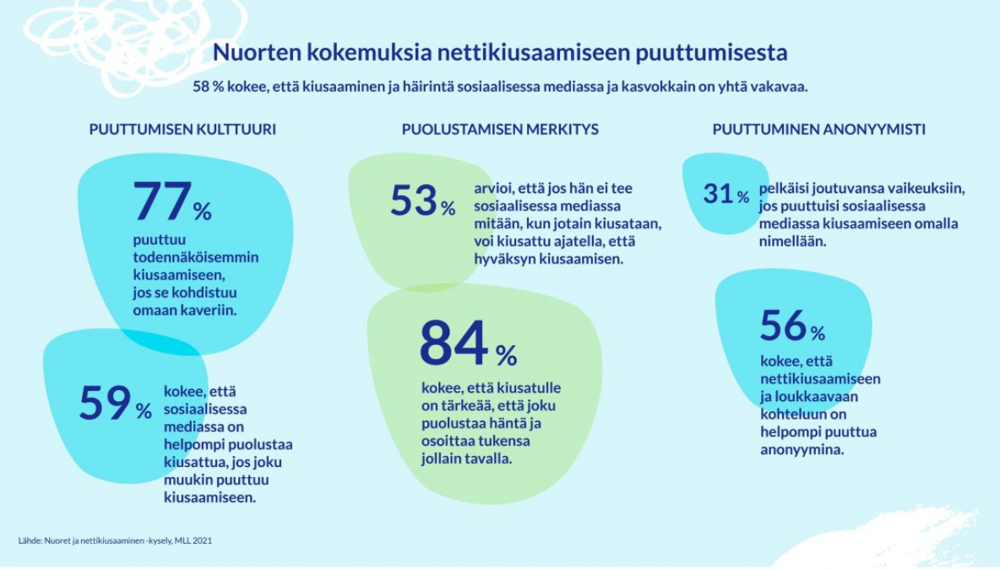 Nuorten kokemuksia nettikiusaamiseen puuttumisesta
58 % kokee, että kiusaaminen ja häirintä sosiaalisessa mediassa ja kasvokkain on yhtä vakavaa.
PUUTTUMISEN KULTTUURI
77 %
puuttuu
todennäköisemmin
kiusaamiseen,
jos se kohdistuu
omaan kaveriin.
59 %
kokee, että
sosiaalisessa
mediassa on
helpompi puolustaa
kiusattua, jos joku
muukin puuttuu
kiusaamiseen.
PUOLUSTAMISEN MERKITYS
53 %
arvioi, että jos hän ei tee
sosiaalisessa mediassa
mitään, kun jotain kiusataan,
voi kiusattu ajatella, että
hyväksyn kiusaamisen.
84 %
kokee, että kiusatulle
on tärkeää, että joku
puolustaa häntä ja
osoittaa tukensa
jollain tavalla.
PUUTTUMINEN ANONYYMISTI
31 %
pelkäisi joutuvansa vaikeuksiin,
jos puuttuisi sosiaalisessa
mediassa kiusaamiseen omalla
nimellään.
56 %
kokee, että
nettikiusaamiseen
ja loukkaavaan
kohteluun on
helpompi puuttua
anonyymina.
Lähde: Nuoret ja nettikiusaaminen -kysely, MLL 2021